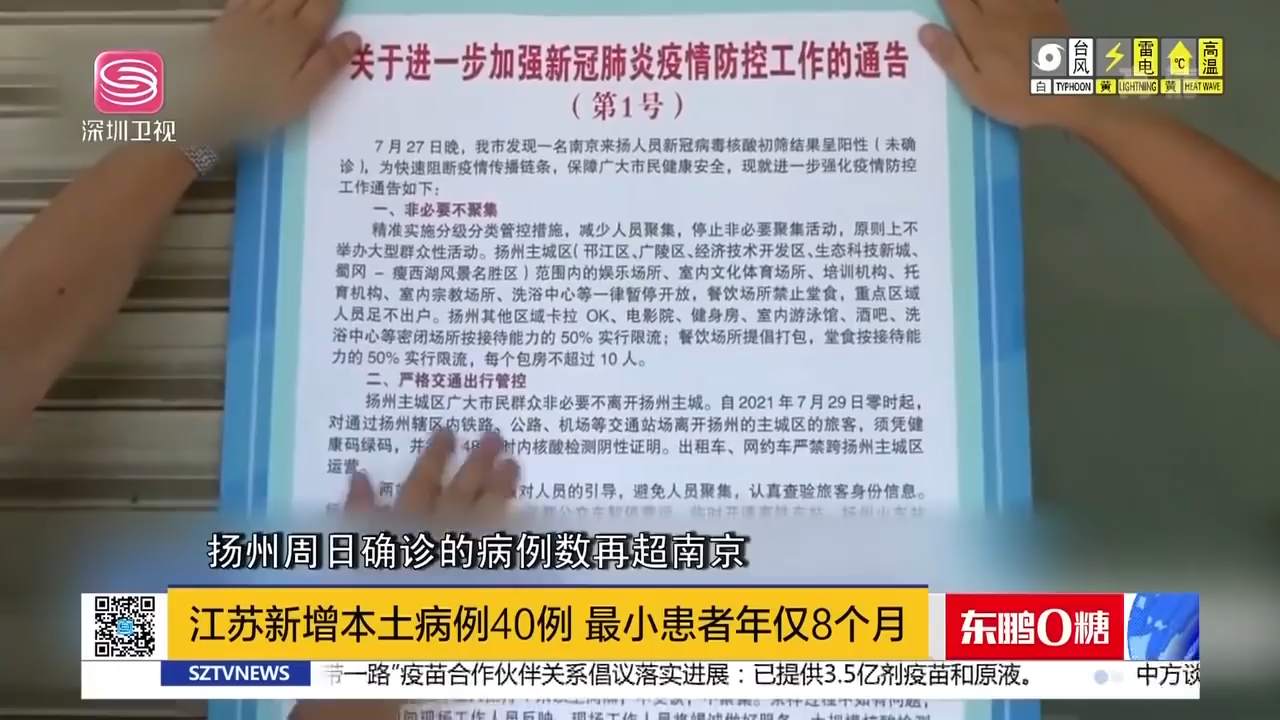 深圳卫视
台风
雷电
高温
℃
白 TYPHOON 黄 LIGHTNING 黄 HEAT WAVE
关于进一步加强新冠肺炎疫情防控工作的通告
（第1号）
7月27日晚，我市发现一名南京来扬人员新冠病毒核酸初筛结果呈阳性（未确
诊），为快速阻断疫情传播链条，保障广大市民健康安全，现就进一步强化疫情防控
工作通告如下：
一、非必要不聚集
精准实施分级分类管控措施，减少人员聚集，停止非必要聚集活动，原则上不
举办大型群众性活动。扬州主城区（邗江区、广陵区、经济技术开发区、生态科技新城、
蜀冈－瘦西湖风景名胜区）范围内的娱乐场所、室内文化体育场所、培训机构、托
育机构、室内宗教场所、洗浴中心等一律暂停开放，餐饮场所禁止堂食，重点区域
人员足不出户。扬州其他区域卡拉 OK、电影院、健身房、室内游泳馆、酒吧、洗
浴中心等密闭场所按接待能力的 50% 实行限流；餐饮场所提倡打包，堂食按接待能
力的 50% 实行限流，每个包房不超过 10 人。
二、严格交通出行管控
扬州主城区广大市民群众非必要不离开扬州主城。自 2021 年 7 月 29 日零时起，
对通过扬州辖区内铁路、公路、机场等交通站场离开扬州的主城区的旅客，须凭健
康码绿码，并 48 时内核酸检测阴性证明。出租车、网约车严禁跨扬州主城区
运营。
对人员的引导，避免人员聚集，认真查验旅客身份信息。
扬州周日确诊的病例数再超南京
江苏新增本土病例40例 最小患者年仅8个月
东鹏0糖
SZTVNEWS
带一路”疫苗合作伙伴关系倡议落实进展：已提供3.5亿剂疫苗和原液。 中方谈